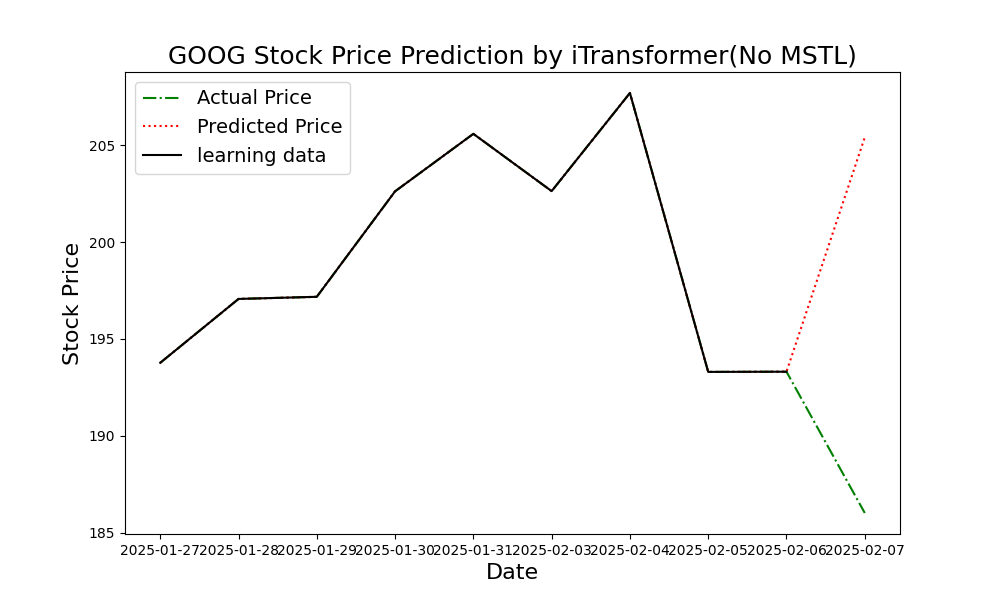 GOOG Stock Price Prediction by iTransformer(No MSTL)
Actual Price
Predicted Price
learning data
205
200
195
190
185
Stock Price
2025-01-27 2025-01-28 2025-01-29 2025-01-30 2025-01-31 2025-02-03 2025-02-04 2025-02-05 2025-02-06 2025-02-07
Date